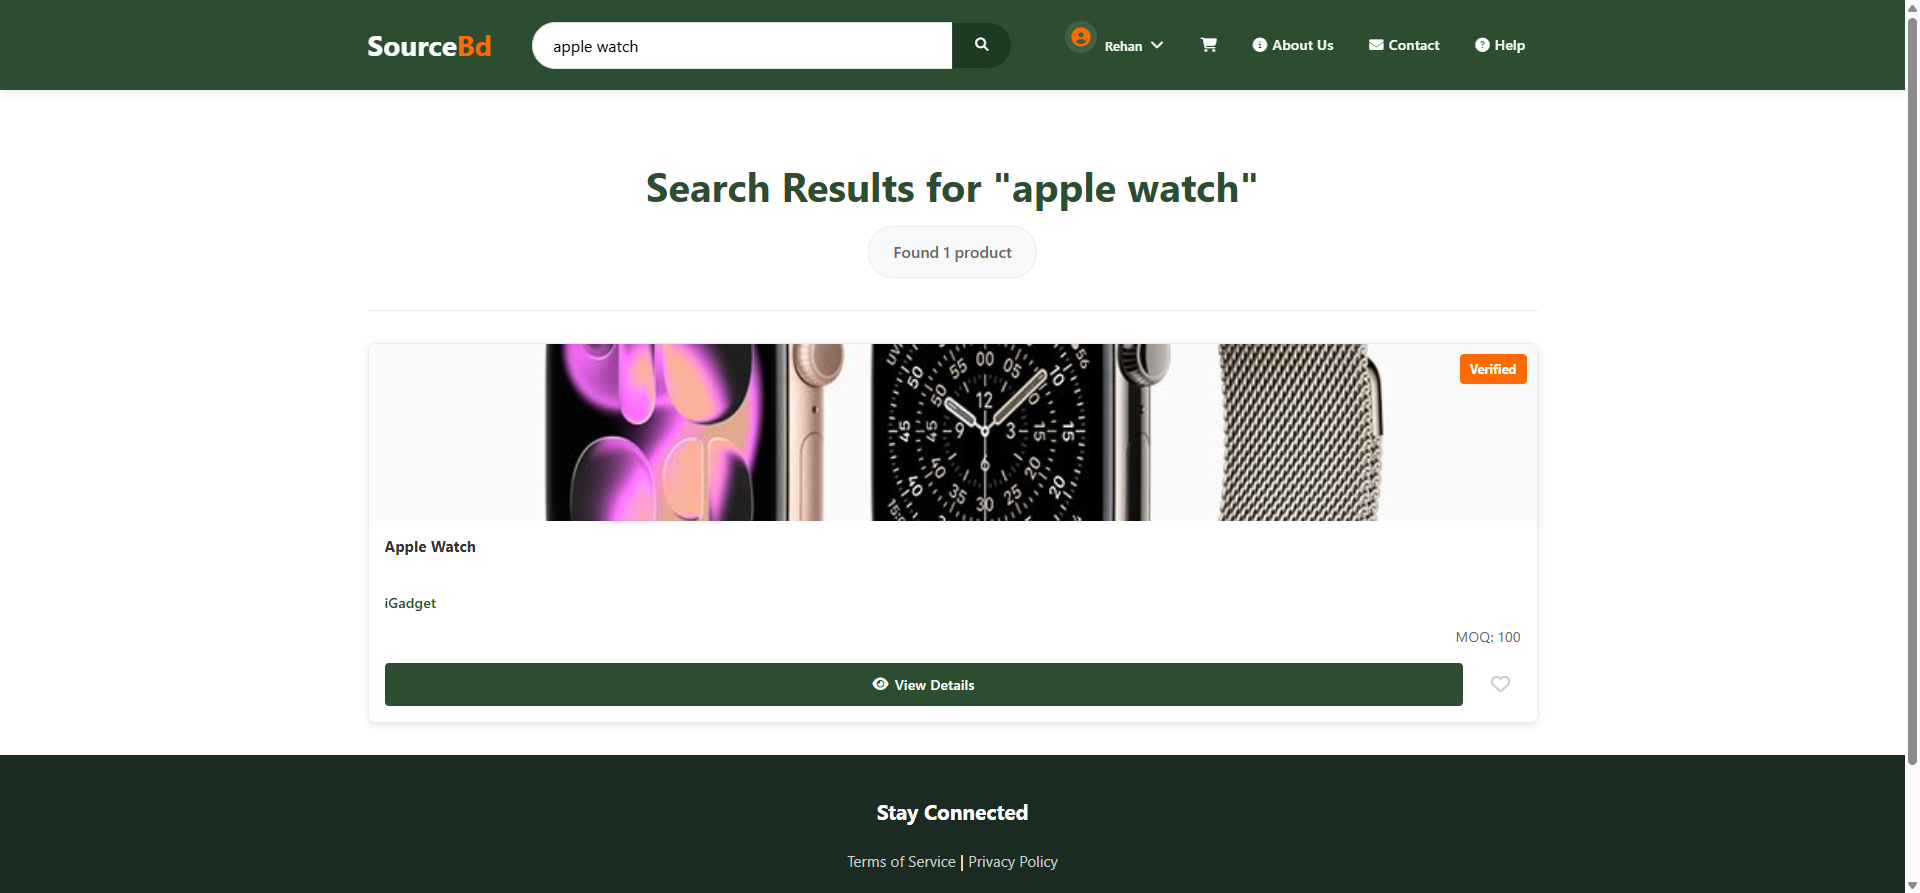 SourceBd
apple watch
Rehan
About Us
Contact
Help
Search Results for "apple watch"
Found 1 product
Verified
Apple Watch
iGadget
MOQ: 100
View Details
Stay Connected
Terms of Service | Privacy Policy